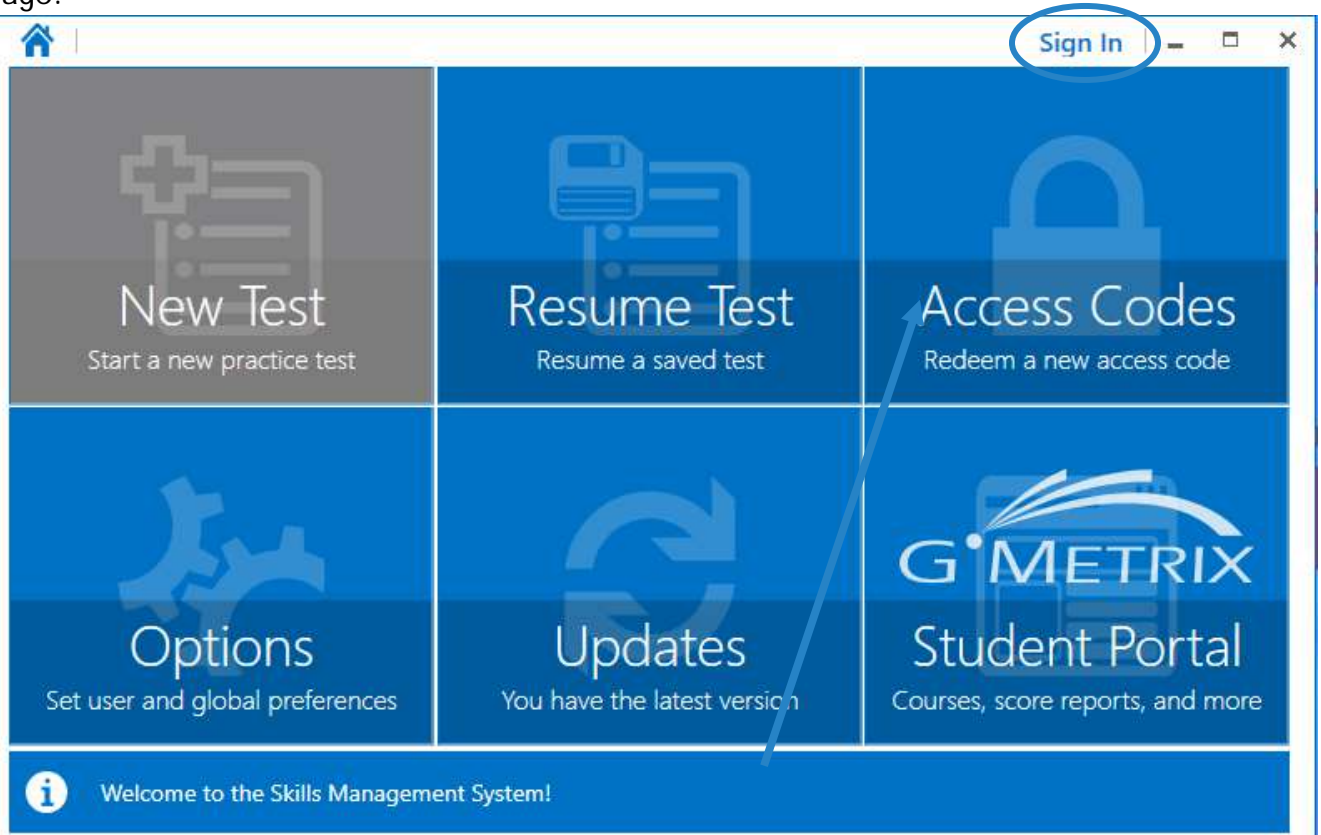 ago.
Sign In
New Test
Start a new practice test
Resume Test
Resume a saved test
Access Codes
Redeem a new access code
Options
Set user and global preferences
Updates
You have the latest version
G METRIX
Student Portal
Courses, score reports, and more
Welcome to the Skills Management System!